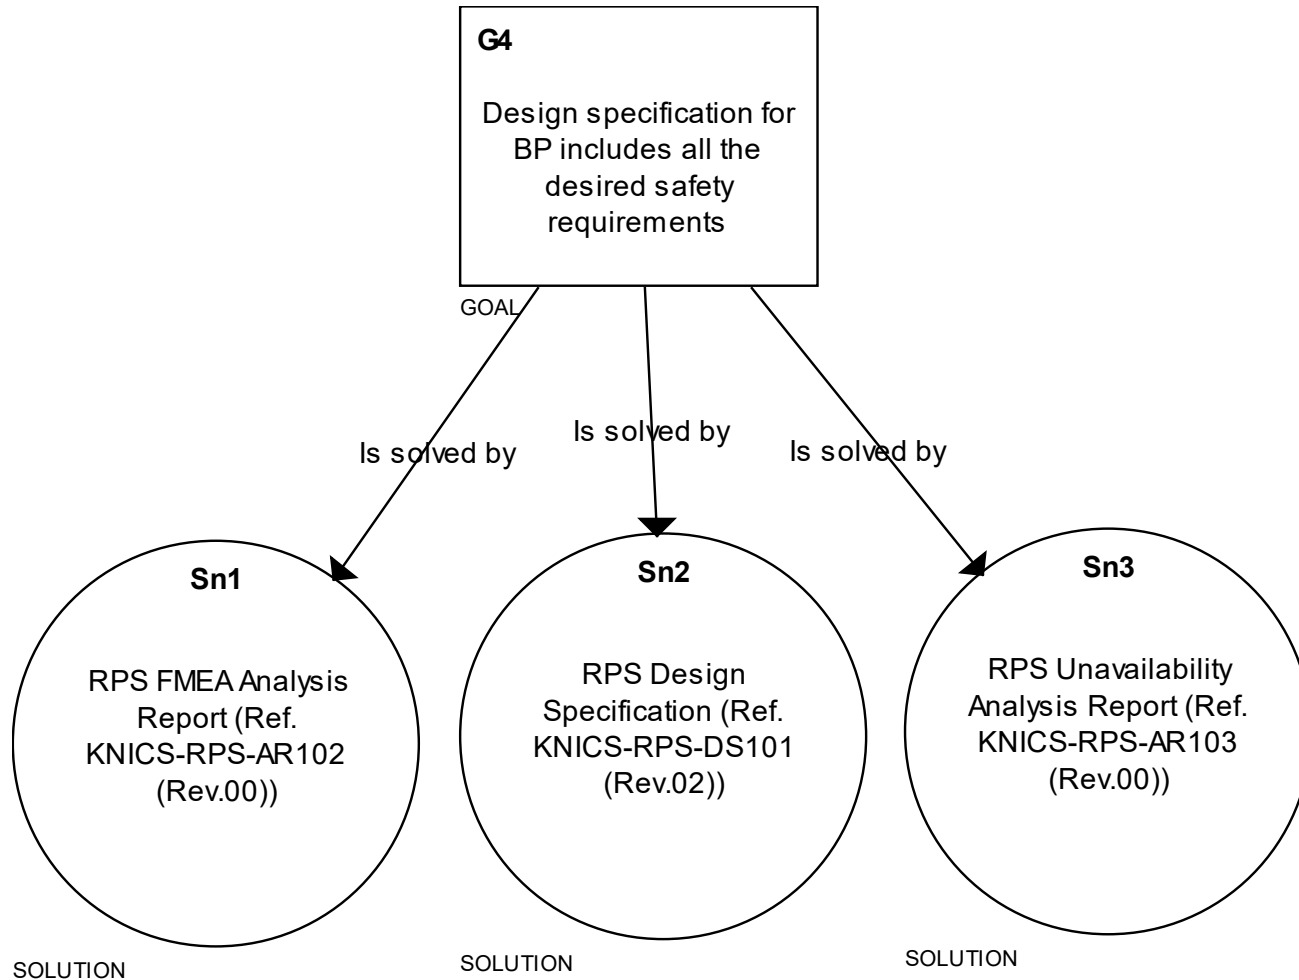 G4
Design specification for
BP includes all the
desired safety
requirements
GOAL
Is solved by
Is solved by
Is solved by
Sn1
RPS FMEA Analysis
Report (Ref.
KNICS-RPS-AR102
(Rev.00))
SOLUTION
Sn2
RPS Design
Specification (Ref.
KNICS-RPS-DS101
(Rev.02))
SOLUTION
Sn3
RPS Unavailability
Analysis Report (Ref.
KNICS-RPS-AR103
(Rev.00))
SOLUTION